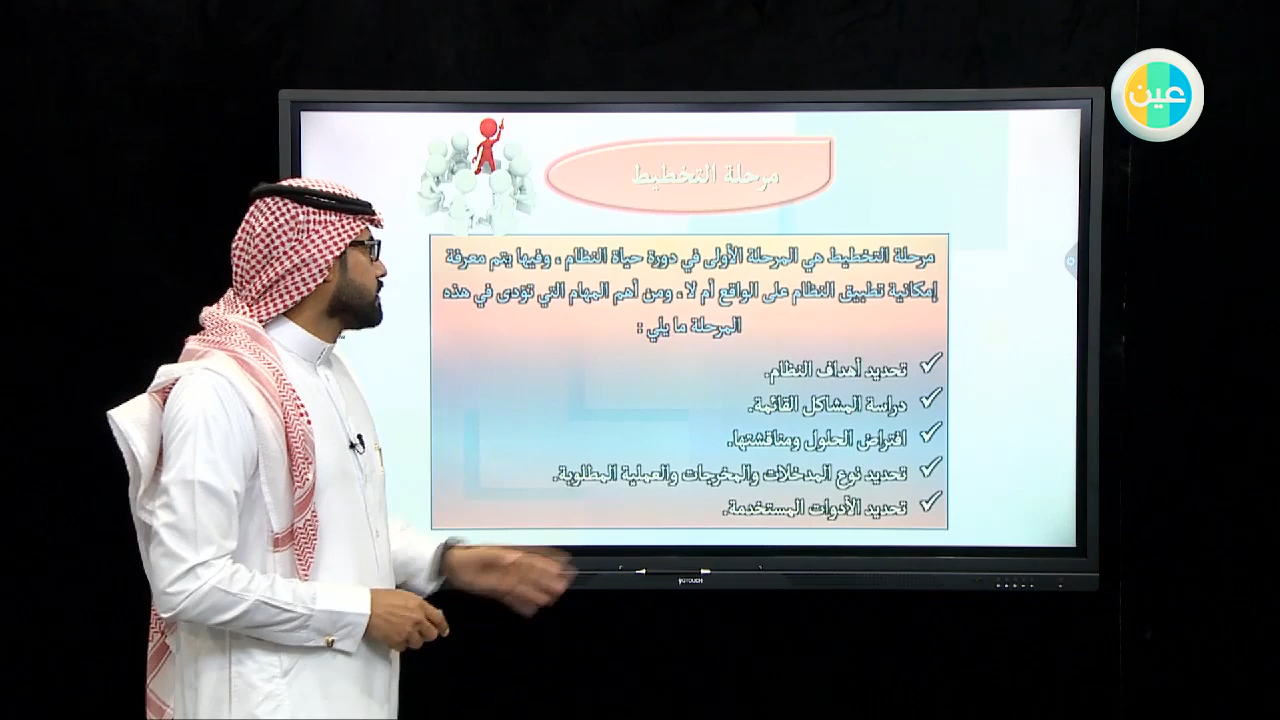 عين
مرحلة التخطيط
مرحلة التخطيط هي المرحلة الأولى في دورة حياة النظام ، وفيها يتم معرفة
إمكانية تطبيق النظام على الواقع أم لا ، ومن أهم المهام التي تؤدى في هذه
المرحلة ما يلي :
✓ تحديد أهداف النظام.
✓ دراسة المشاكل القائمة.
✓ افتراض الحلول ومناقشتها.
✓ تحديد نوع المدخلات والمخرجات والعملية المطلوبة.
✓ تحديد الأدوات المستخدمة.